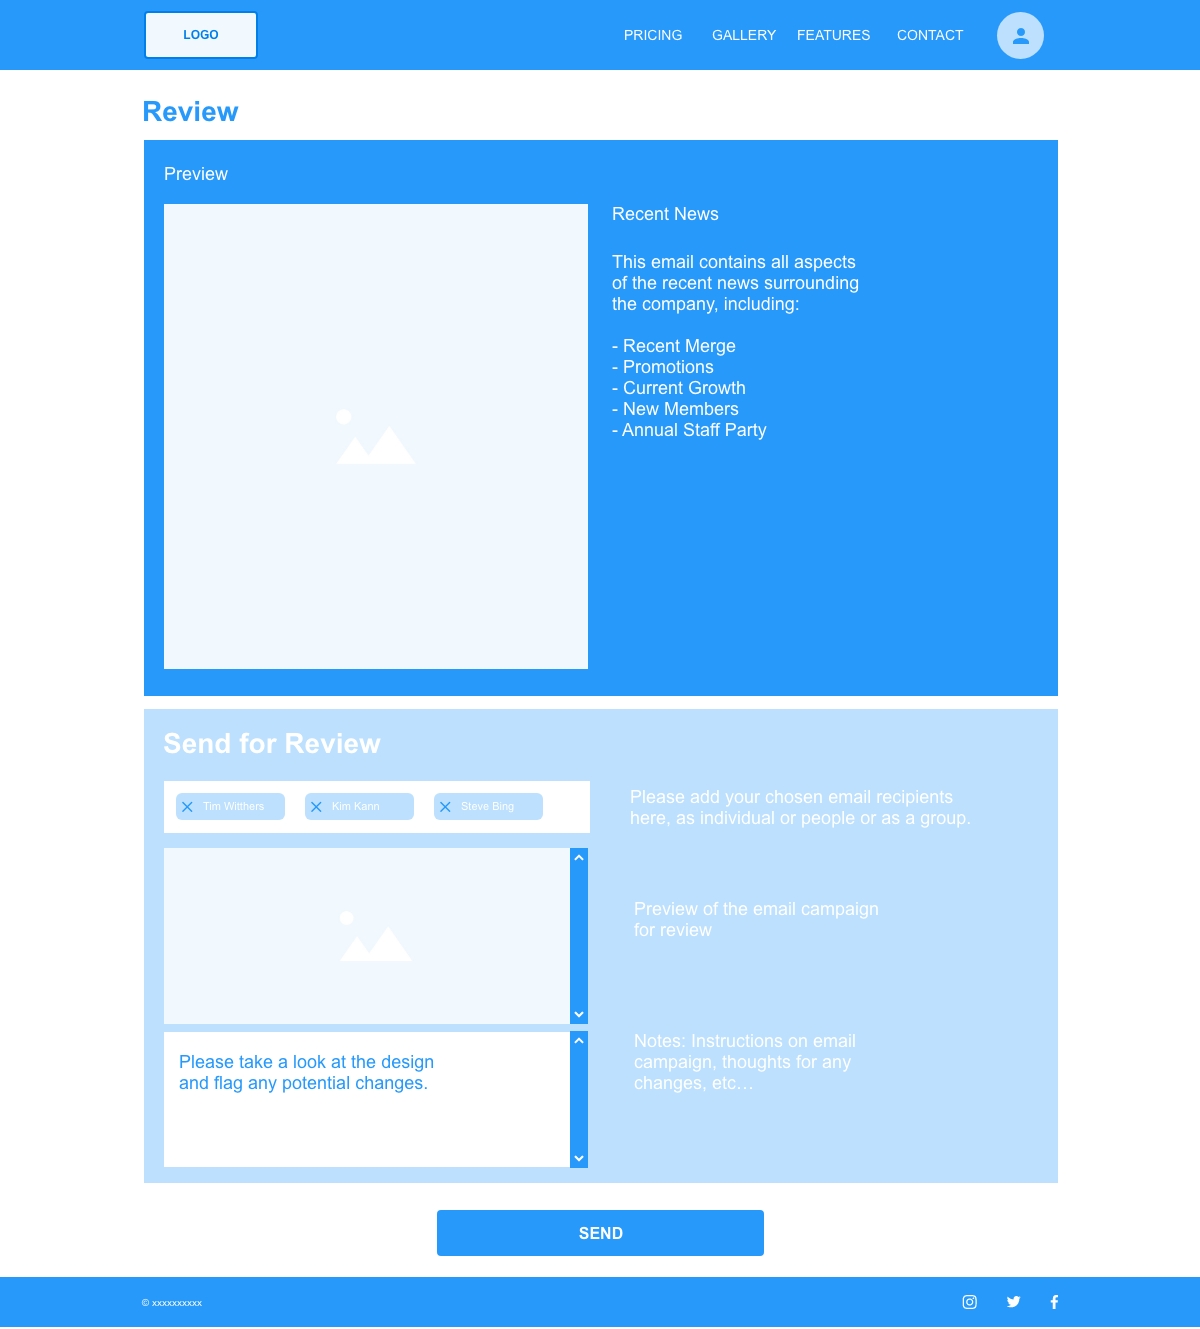 LOGO
PRICING
GALLERY
FEATURES
CONTACT
Review
Preview
Recent News
This email contains all aspects
of the recent news surrounding
the company, including:
- Recent Merge
- Promotions
- Current Growth
- New Members
- Annual Staff Party
Send for Review
Tim Witthers
Kim Kann
Steve Bing
Please add your chosen email recipients
here, as individual or people or as a group.
Preview of the email campaign
for review
Please take a look at the design
and flag any potential changes.
Notes: Instructions on email
campaign, thoughts for any
changes, etc…
SEND
© xxxxxxxxxx